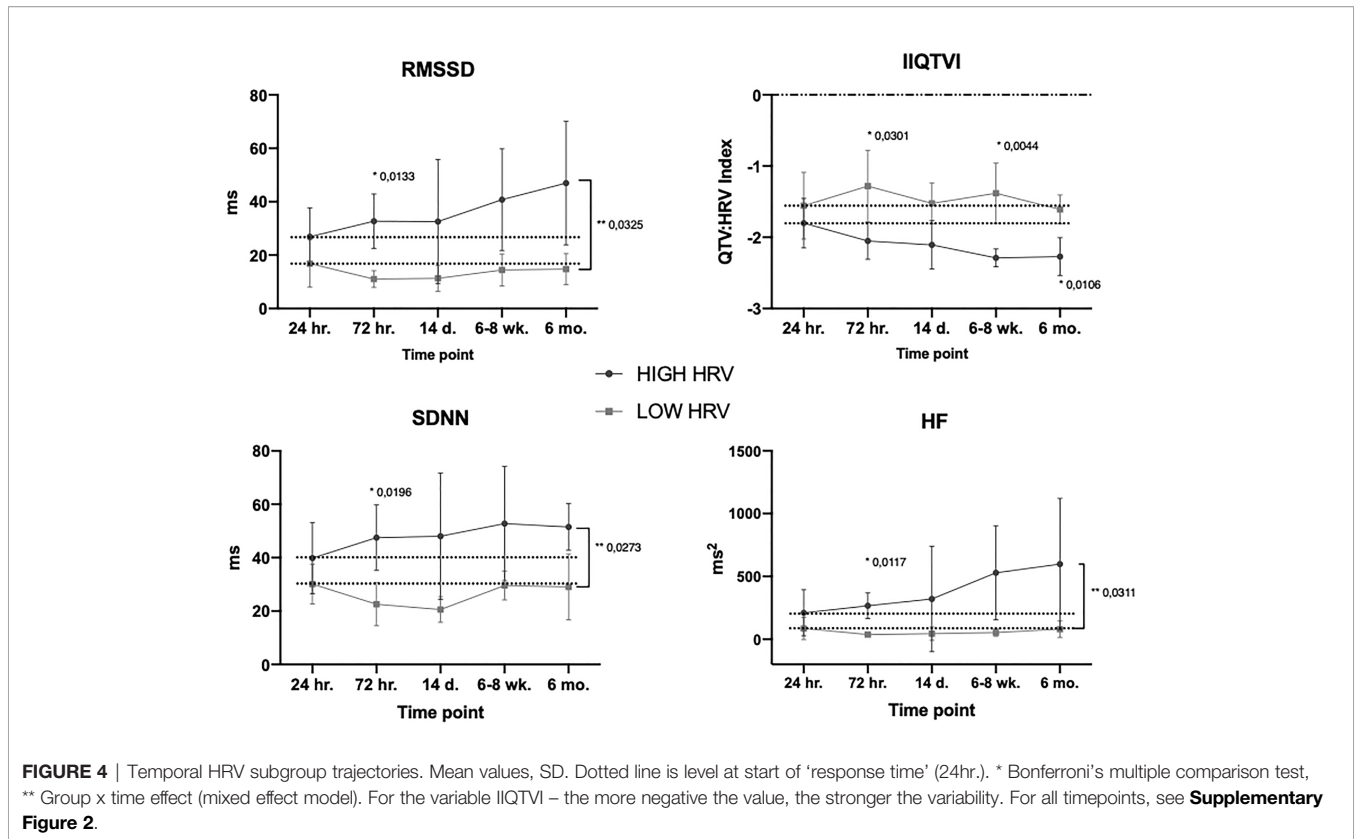 RMSSD
80
60
40
20
0
ms
* 0,0133
** 0,0325
24 hr. 72 hr. 14 d. 6-8 wk. 6 mo.
Time point
IIQTVI
0
-1
-2
-3
QTV:HRV Index
* 0,0301
* 0,0044
* 0,0106
24 hr. 72 hr. 14 d. 6-8 wk. 6 mo.
Time point
HIGH HRV
LOW HRV
SDNN
80
60
40
20
0
ms
* 0,0196
** 0,0273
24 hr. 72 hr. 14 d. 6-8 wk. 6 mo.
Time point
HF
1500
1000
500
0
ms²
* 0,0117
** 0,0311
24 hr. 72 hr. 14 d. 6-8 wk. 6 mo.
Time point
FIGURE 4 | Temporal HRV subgroup trajectories. Mean values, SD. Dotted line is level at start of ‘response time’ (24hr.). * Bonferroni’s multiple comparison test,
** Group x time effect (mixed effect model). For the variable IIQTVI – the more negative the value, the stronger the variability. For all timepoints, see Supplementary
Figure 2.